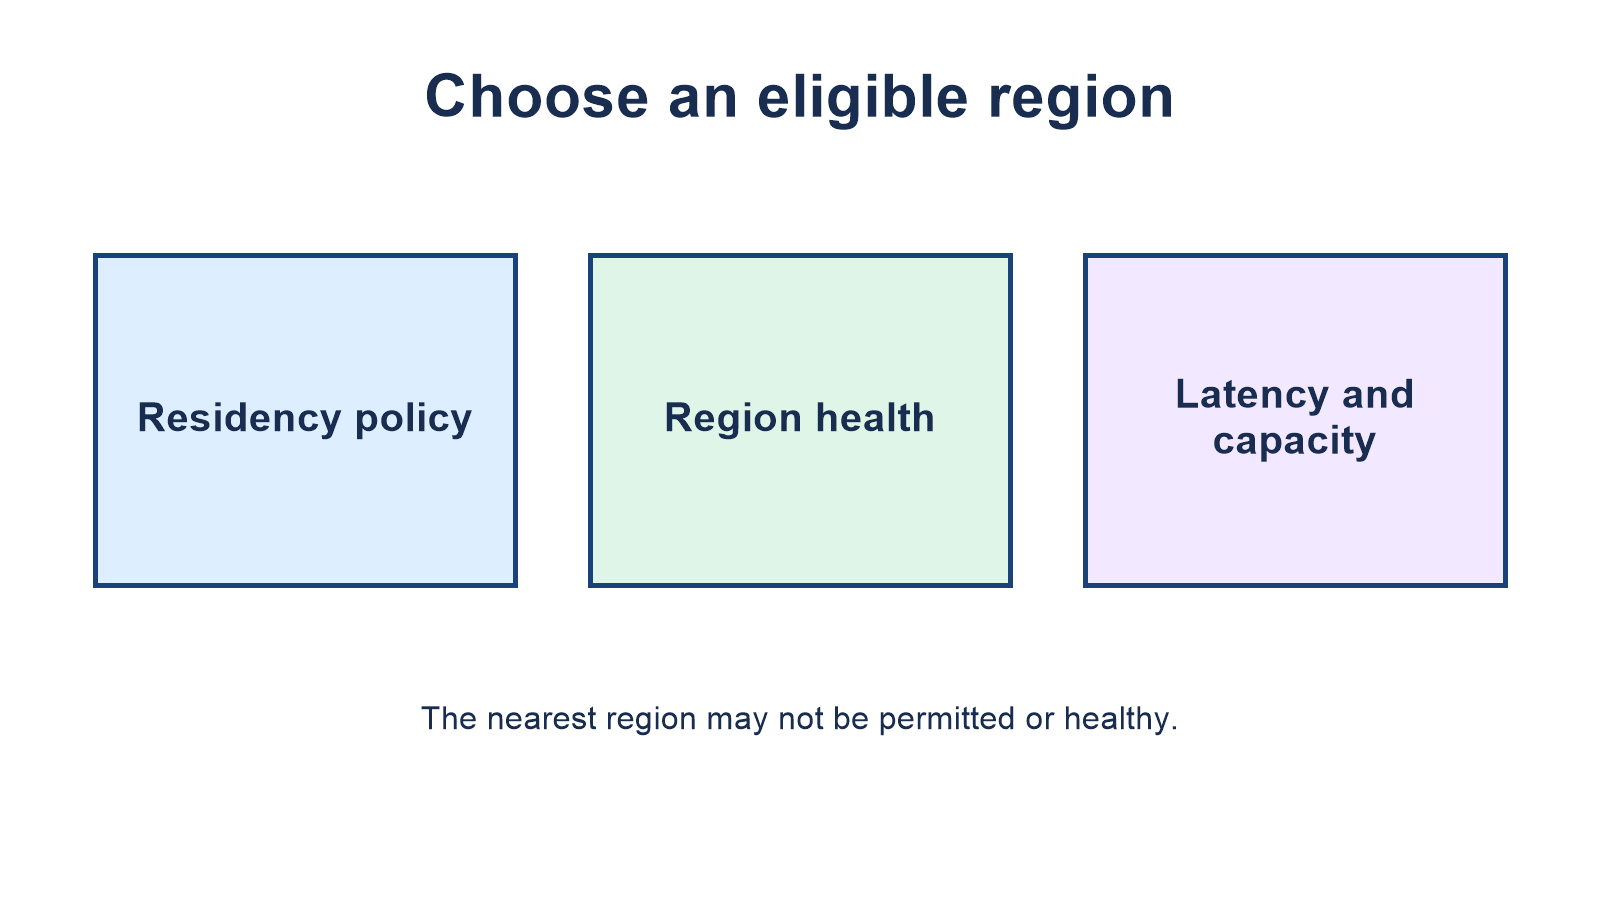 Choose an eligible region
Residency policy
Region health
Latency and
capacity
The nearest region may not be permitted or healthy.